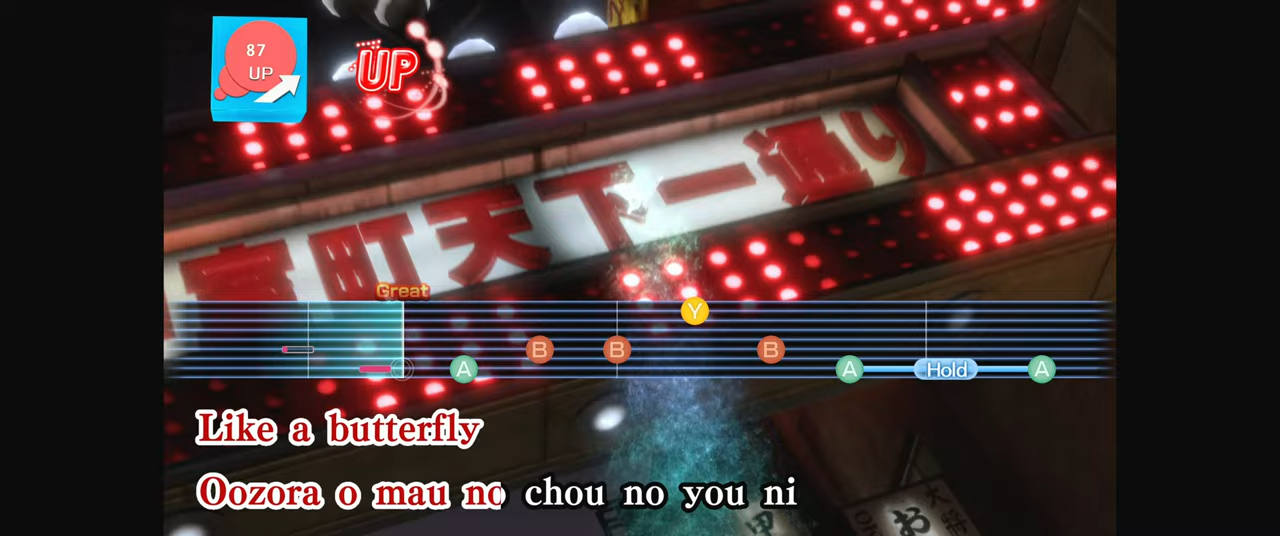 87
UP
UP
町天下一通り
Great
Y
B
B
B
A
A
Hold
A
Like a butterfly
Oozora o mau no chou no you ni
お